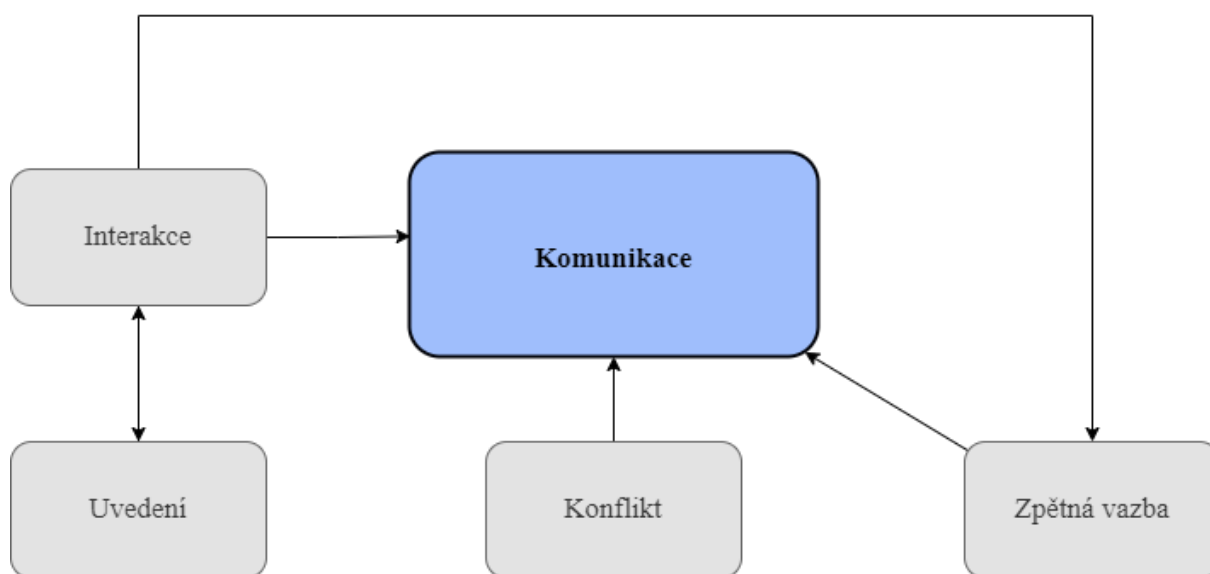 Interakce
Komunikace
Uvedení
Konflikt
Zpětná vazba